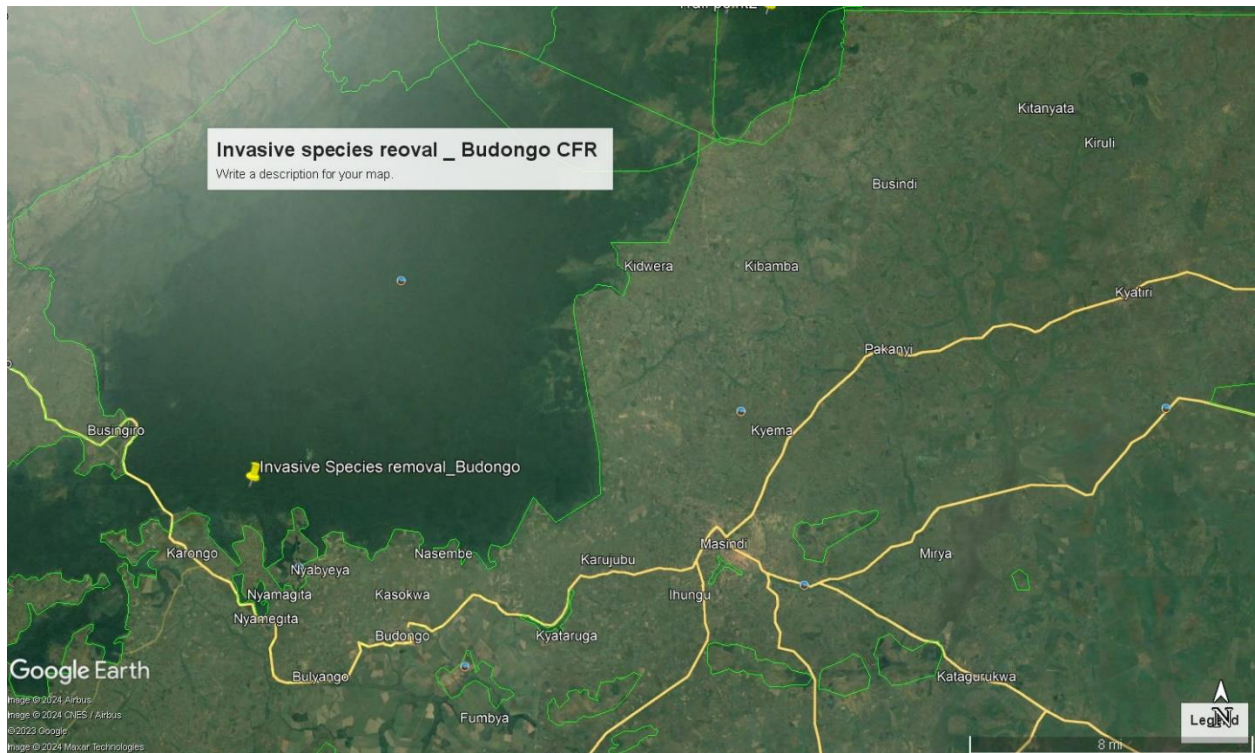 Trail point2
Kitanyata
Kiruli
Invasive species reoval _ Budongo CFR
Write a description for your map.
Busindi
Kidwera
Kibamba
Kyatiri
Pakanyi
Busingiro
Kyema
Invasive Species removal_Budongo
Karongo
Nyabyeya
Nasembe
Karujubu
Masindi
Mirya
Nyamagita
Kasokwa
Ihungu
Nyamegita
Budongo
Kyataruga
Google Earth
Bulyango
Katagurukwa
Image © 2024 Airbus
Image © 2024 CNES / Airbus
©2023 Google
Image © 2024 Maxar Technologies
Fumbya
N
Legend
8 mi